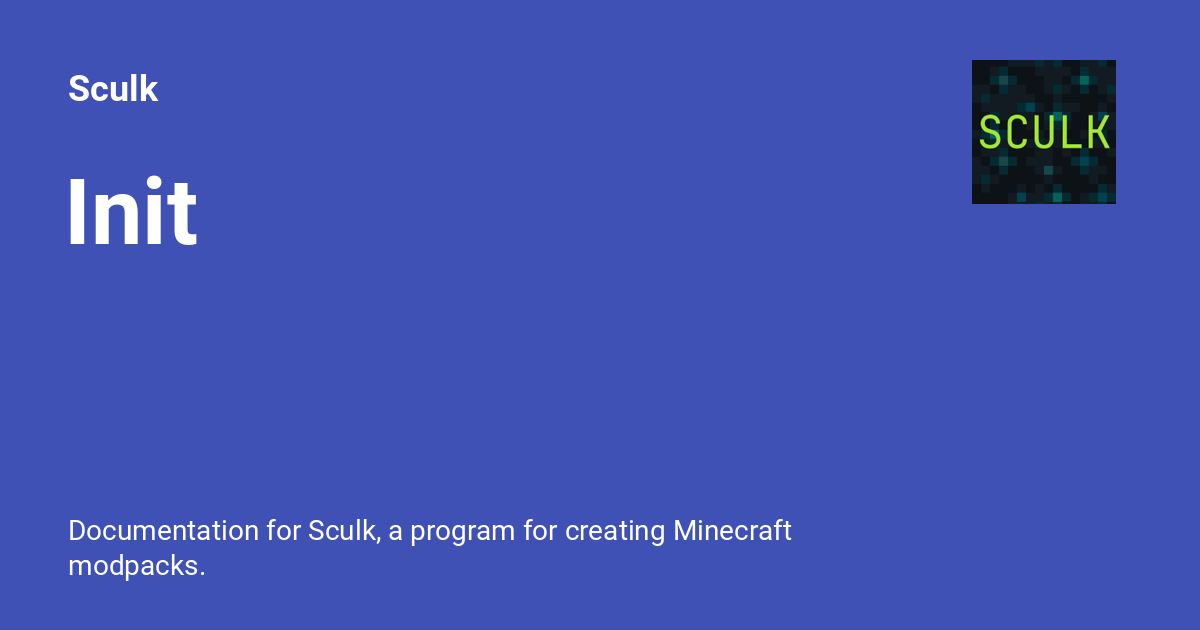 Sculk
SCULK
Init
Documentation for Sculk, a program for creating Minecraft
modpacks.